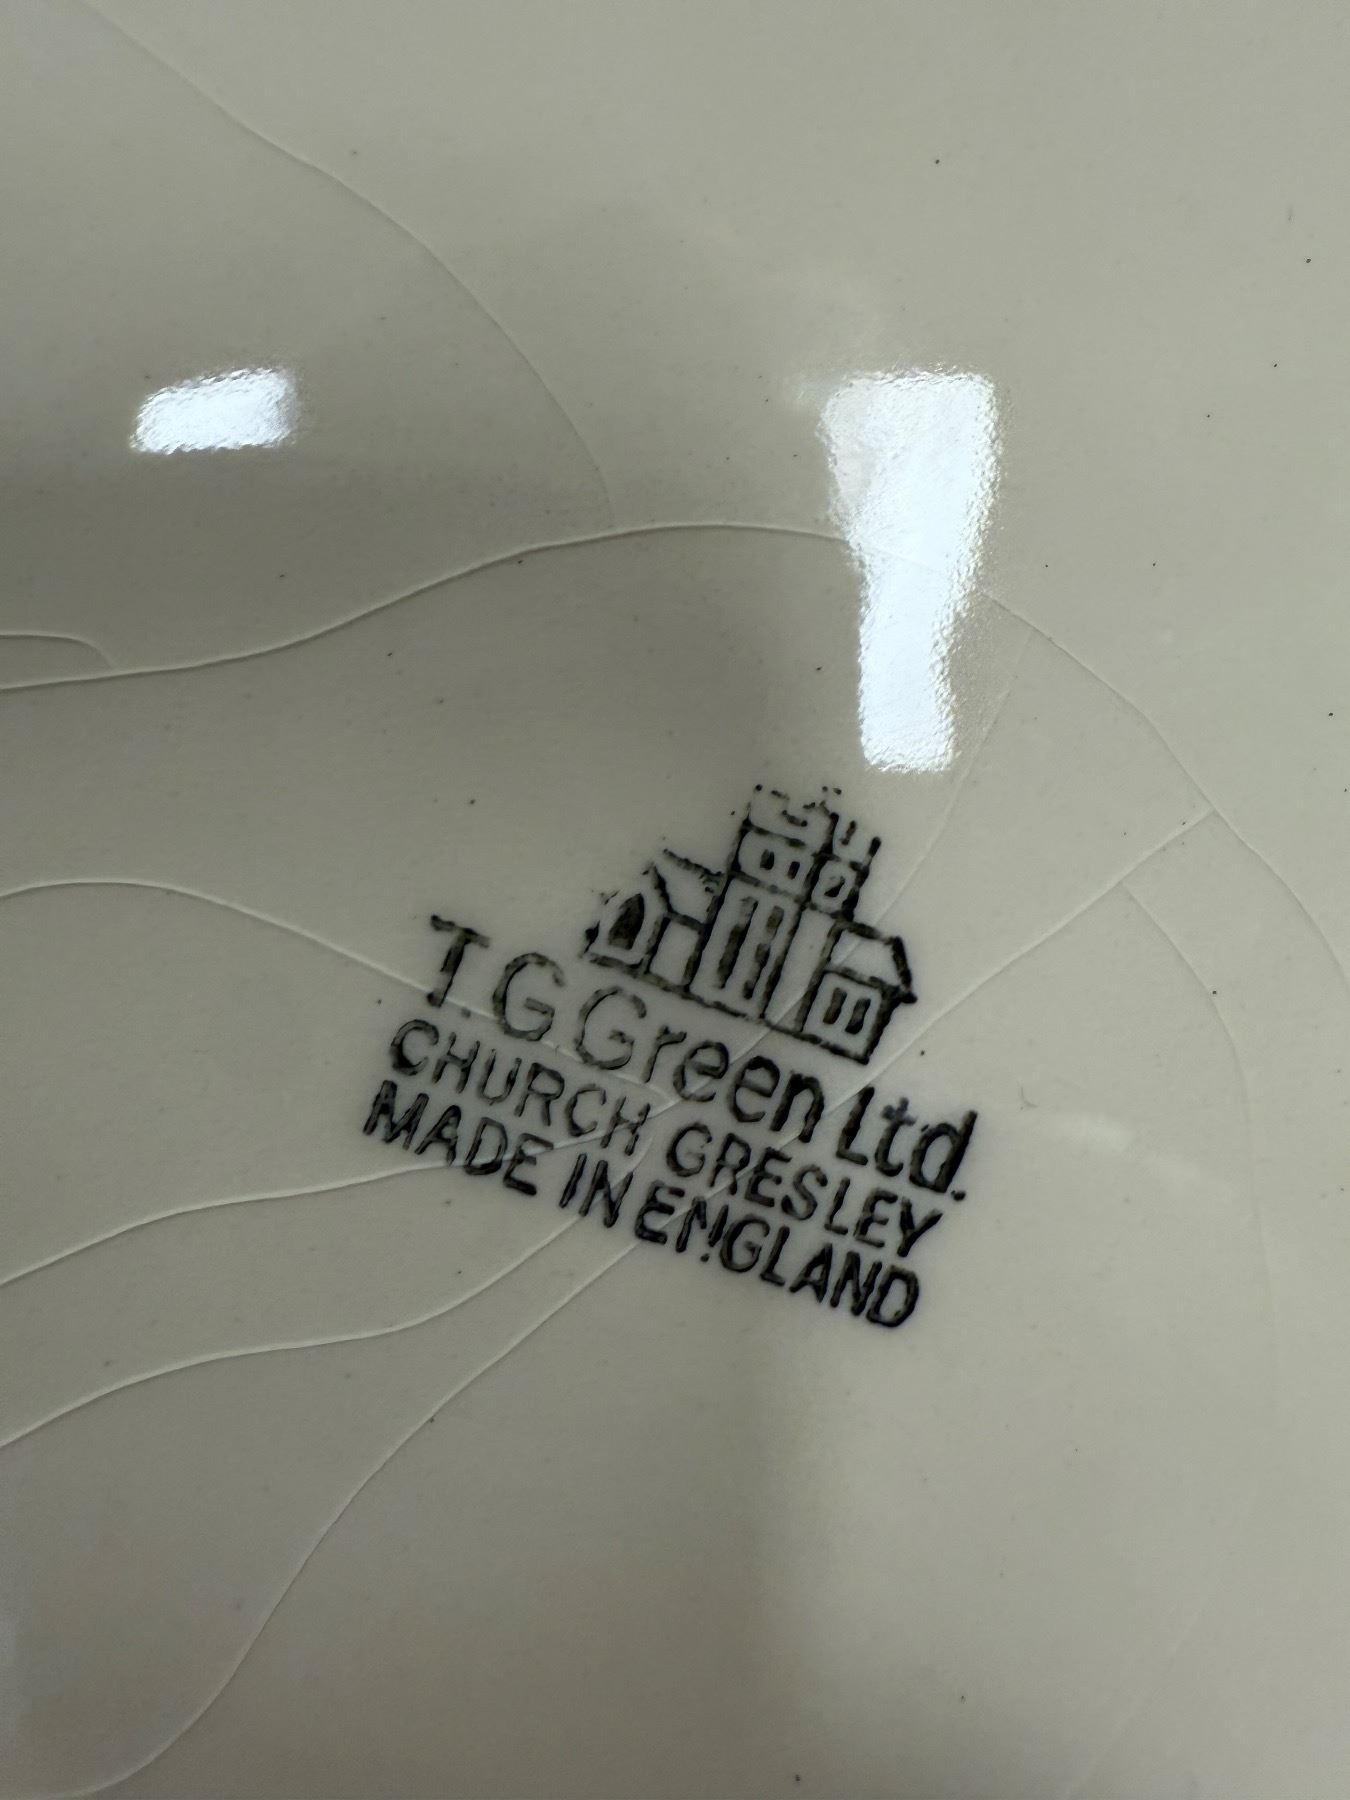 T.G Green Ltd.
CHURCH GRESLEY
MADE IN ENGLAND